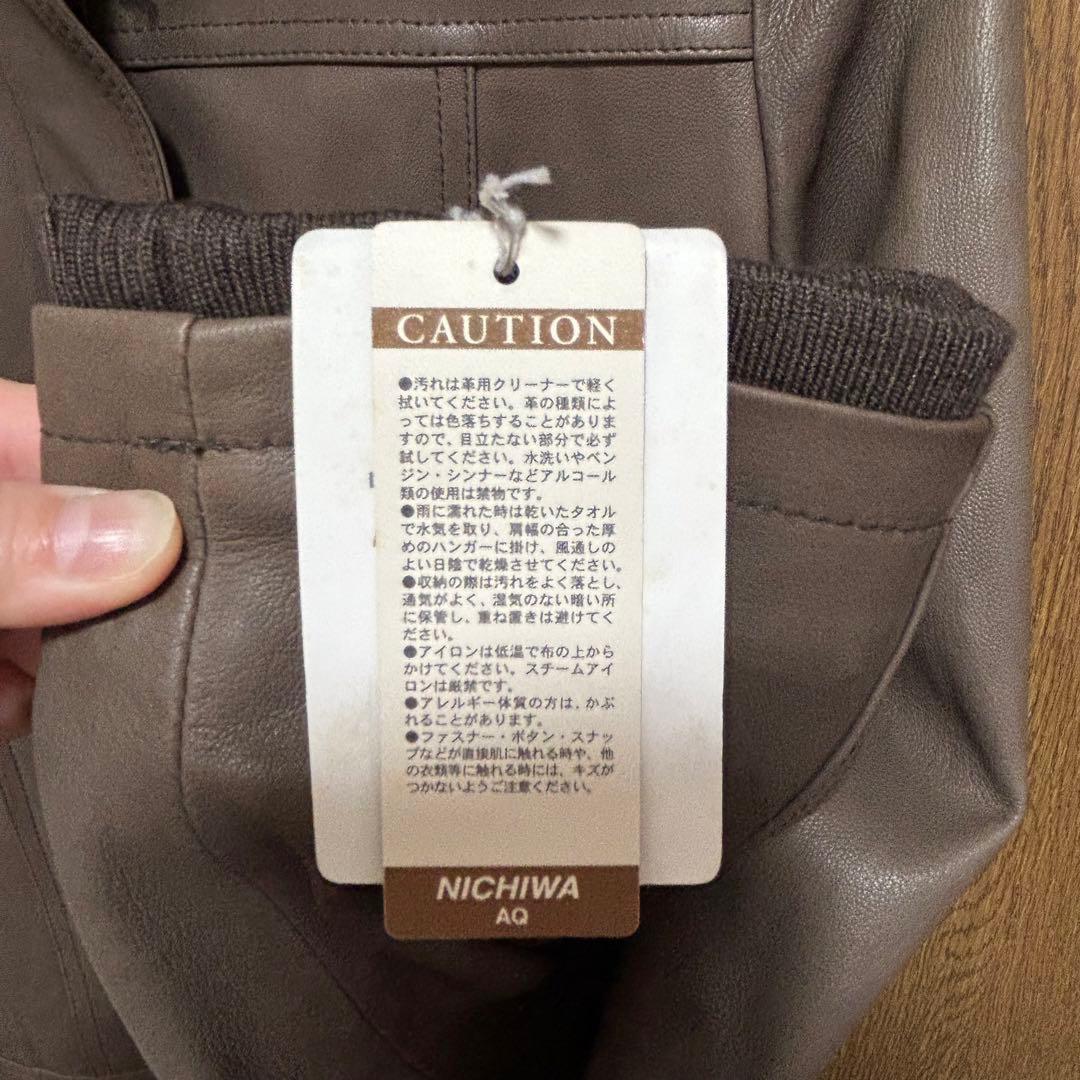 CAUTION
●汚れは革用クリーナーで軽く
拭いてください。革の種類によ
っては色落ちすることがありま
すので、目立たない部分で必ず
試してください。水洗いやベン
ジン・シンナーなどアルコール
類の使用は禁物です。
●雨に濡れた時は乾いたタオル
で水気を取り、肩幅の合った厚
めのハンガーに掛け、風通しの
よい日陰で乾燥させてください。
●収納の際は汚れをよく落とし、
通気がよく、湿気のない暗い所
に保管し、重ね置きは避けてく
ださい。
●アイロンは低温で布の上から
かけてください。スチームアイ
ロンは厳禁です。
●アレルギー体質の方は、かぶ
れることがあります。
●ファスナー・ボタン・スナッ
プなどが直接肌に触れる時や、他
の衣類等に触れる時には、キズが
つかないようご注意ください。
NICHIWA
AQ